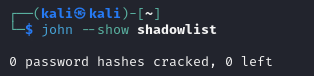 ┌──(kali㉿kali)-[~]
└─$ john --show shadowlist
0 password hashes cracked, 0 left